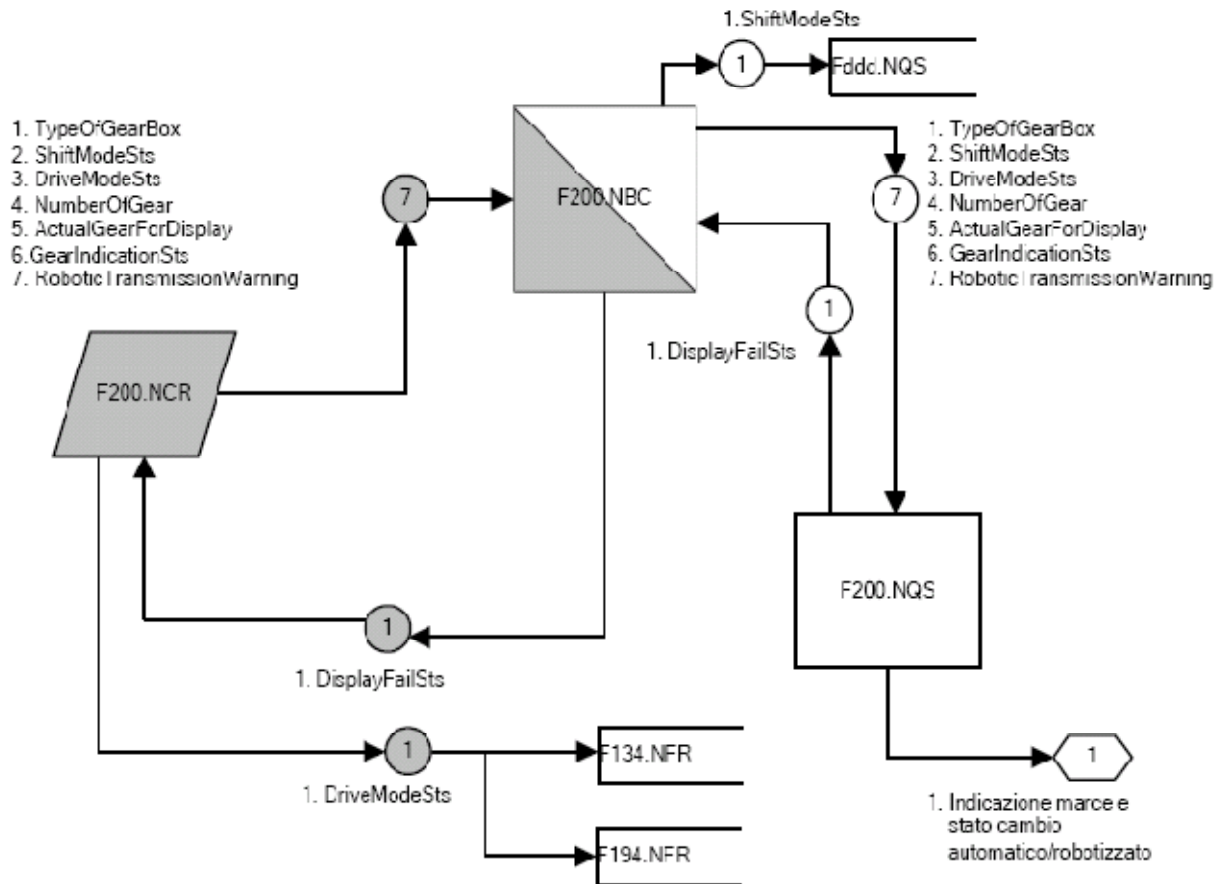 1.ShiftModeSts
1
Fddd.NQS
1. TypeOfGearBox
2. ShiftModeSts
3. DriveModeSts
4. NumberOfGear
5. ActualGearForDisplay
6.GearIndicationSts
7. RoboticTransmissionWarning
7
F200.NBC
7
1. TypeOfGearBox
2. ShiftModeSts
3. DriveModeSts
4. NumberOfGear
5. ActualGearForDisplay
6. GearIndicationSts
7. RoboticTransmissionWarning
1
1. DisplayFailSts
F200.NCR
F200.NQS
1
1. DisplayFailSts
1
1. DriveModeSts
F134.NFR
F194.NFR
1
1. Indicazione marce e
stato cambio
automatico/robotizzato